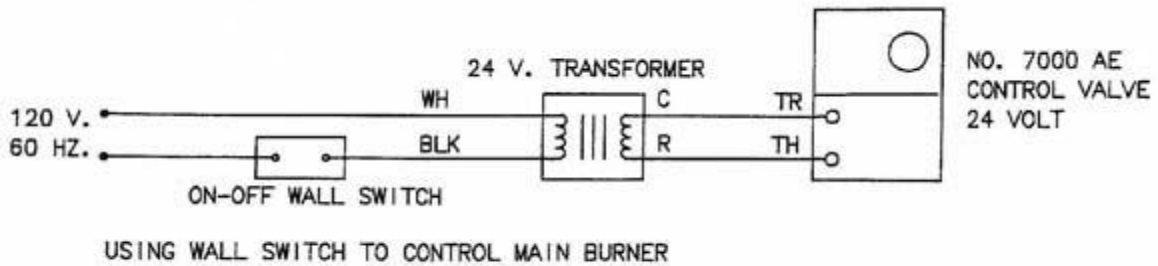 24 V. TRANSFORMER
NO. 7000 AE
CONTROL VALVE
24 VOLT
120 V.
60 HZ.
WH
BLK
C
R
TR
TH
ON-OFF WALL SWITCH
USING WALL SWITCH TO CONTROL MAIN BURNER